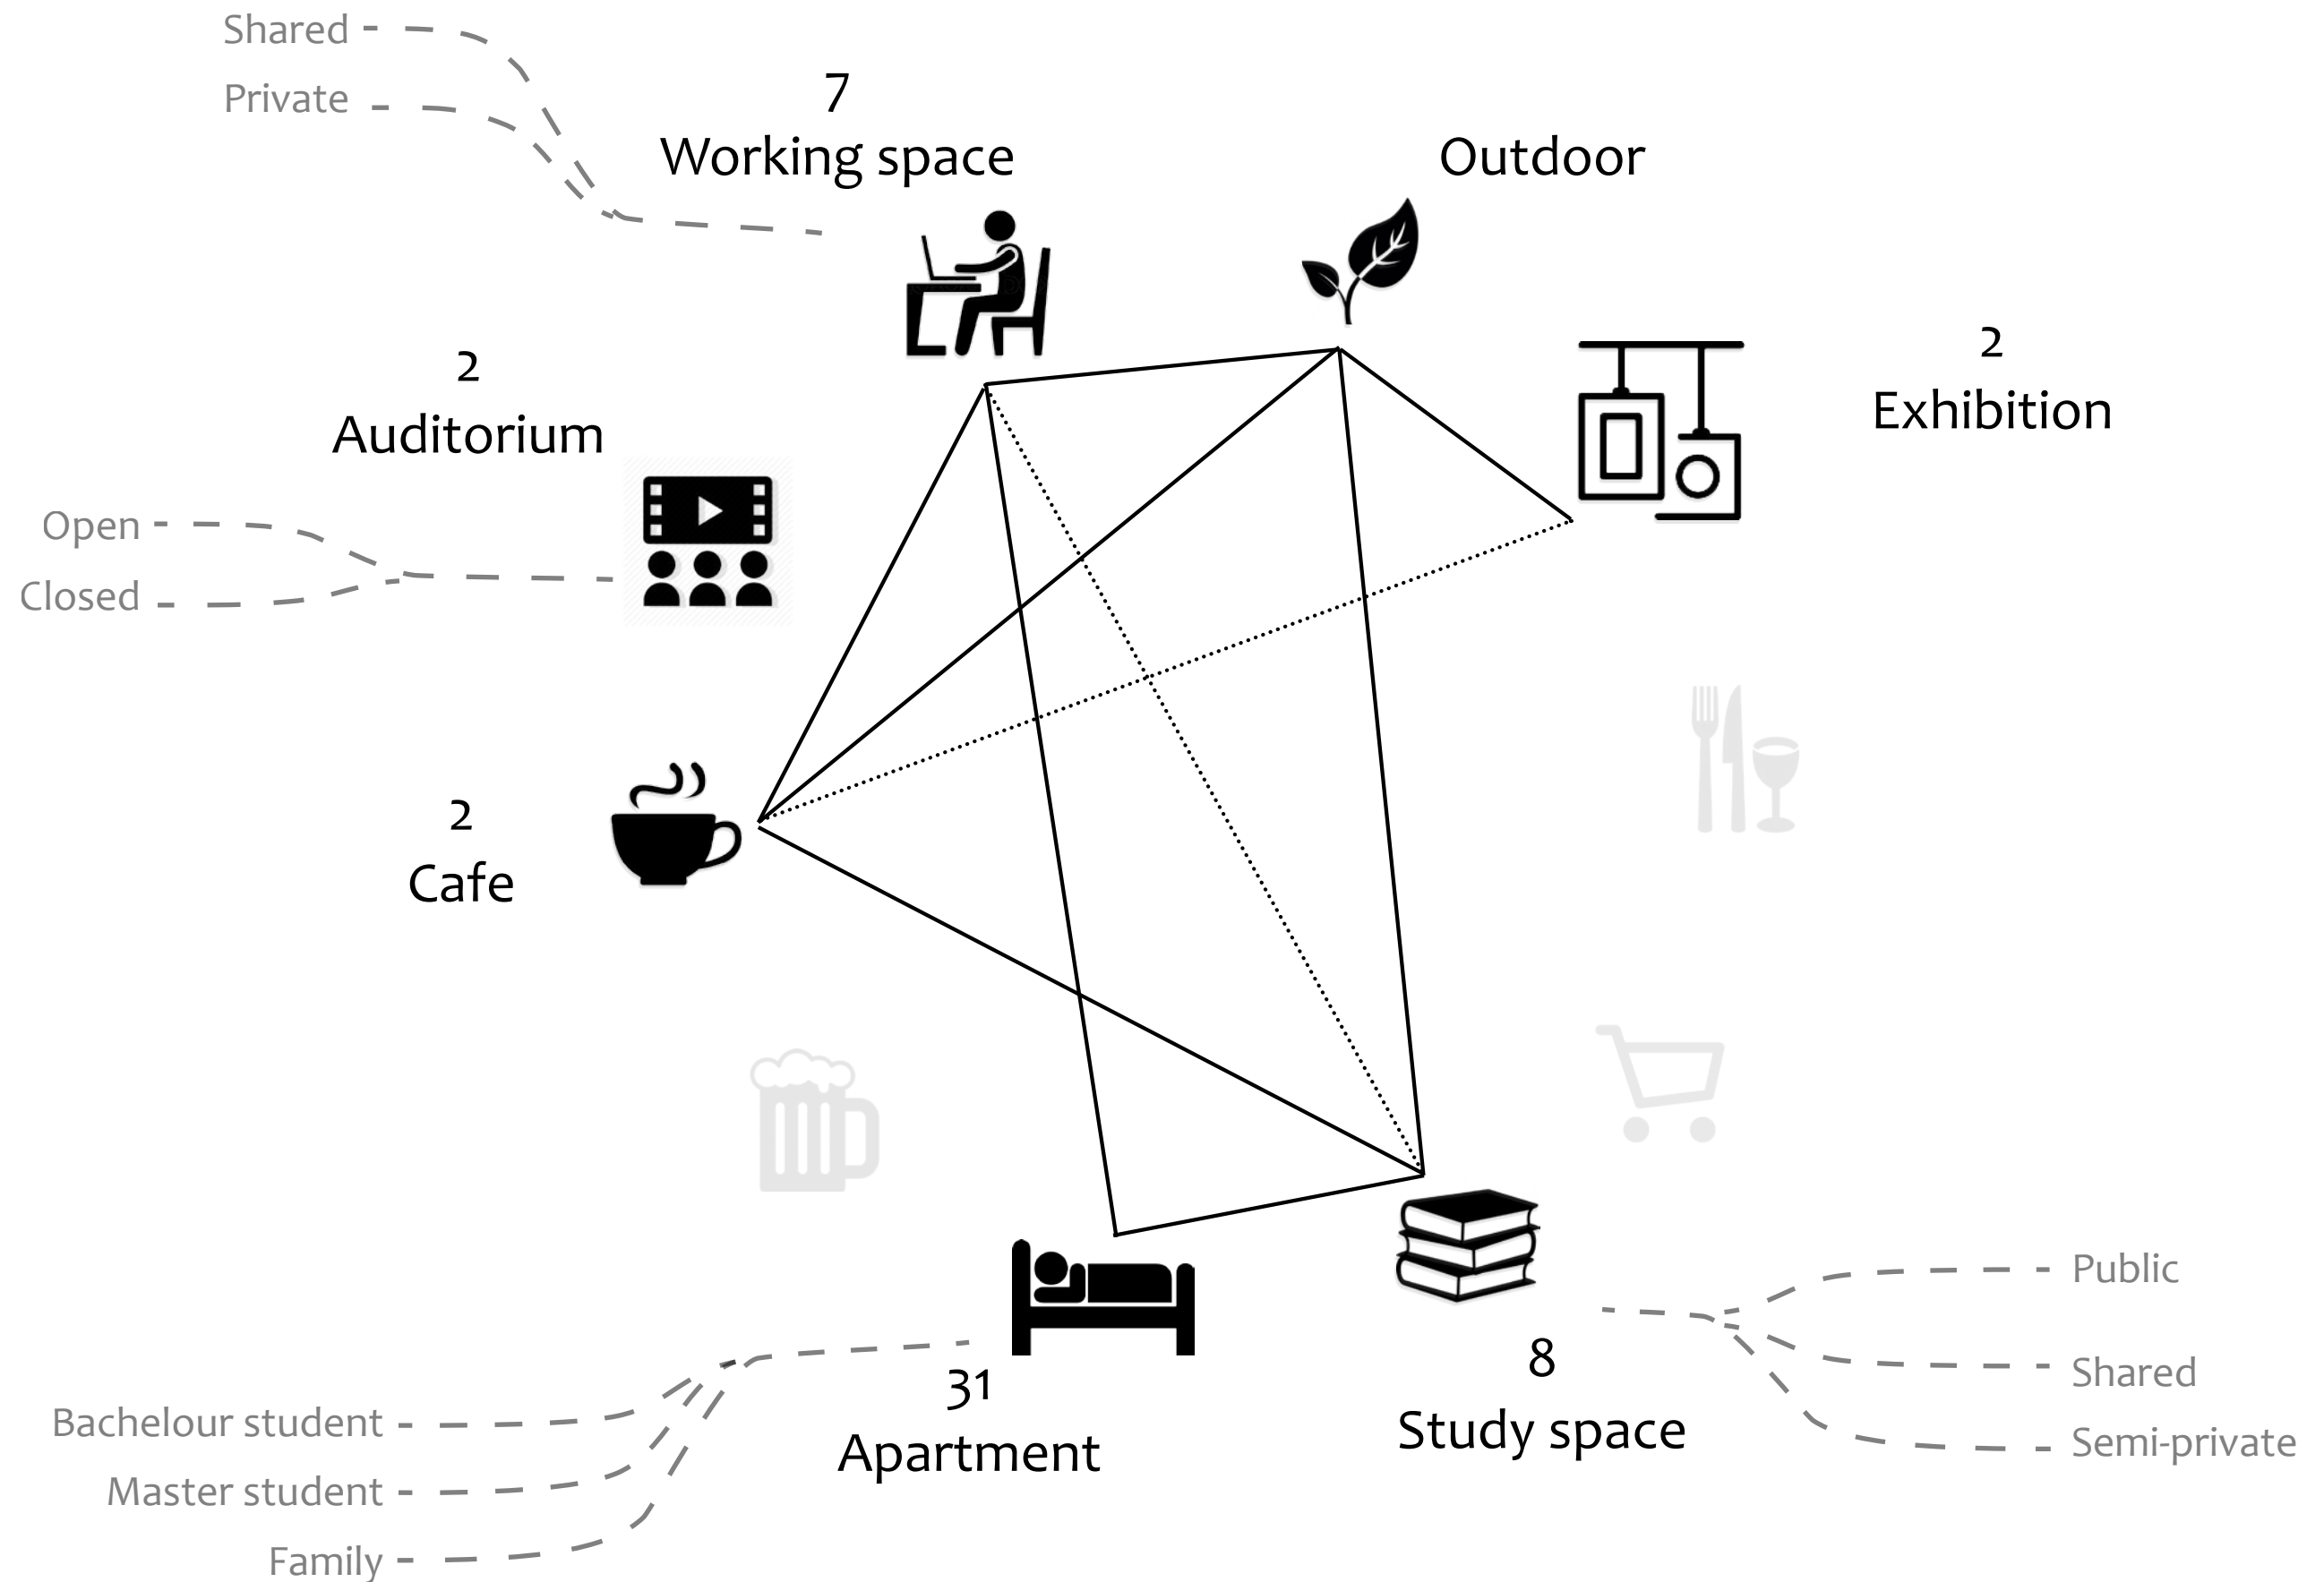 Shared
Private
7
Working space
Outdoor
2
Exhibition
2
Auditorium
Open
Closed
2
Cafe
Public
Shared
Semi-private
8
Study space
31
Apartment
Bachelour student
Master student
Family